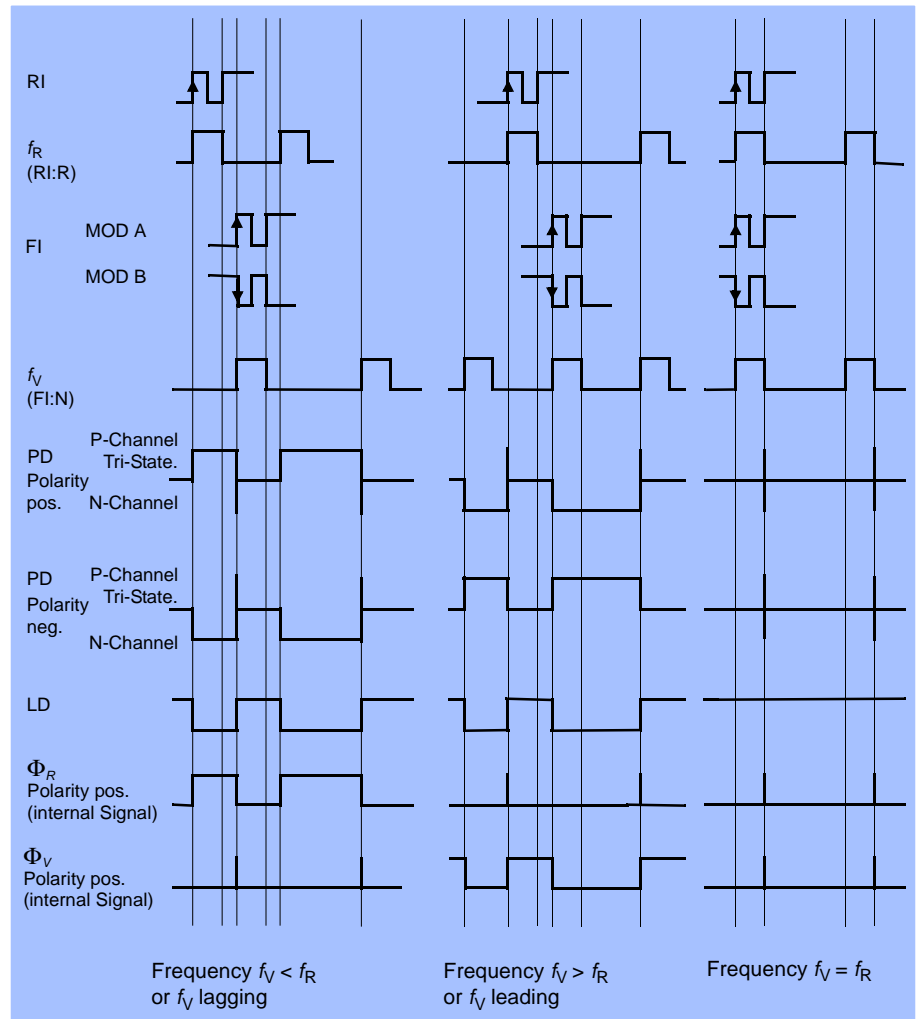 RI
fR
(RI:R)
MOD A
FI
MOD B
fV
(FI:N)
P-Channel
PD Tri-State.
Polarity
pos. N-Channel
PD P-Channel
Polarity Tri-State.
neg.
N-Channel
LD
ΦR
Polarity pos.
(internal Signal)
ΦV
Polarity pos.
(internal Signal)
Frequency fV < fR
or fV lagging
Frequency fV > fR
or fV leading
Frequency fV = fR